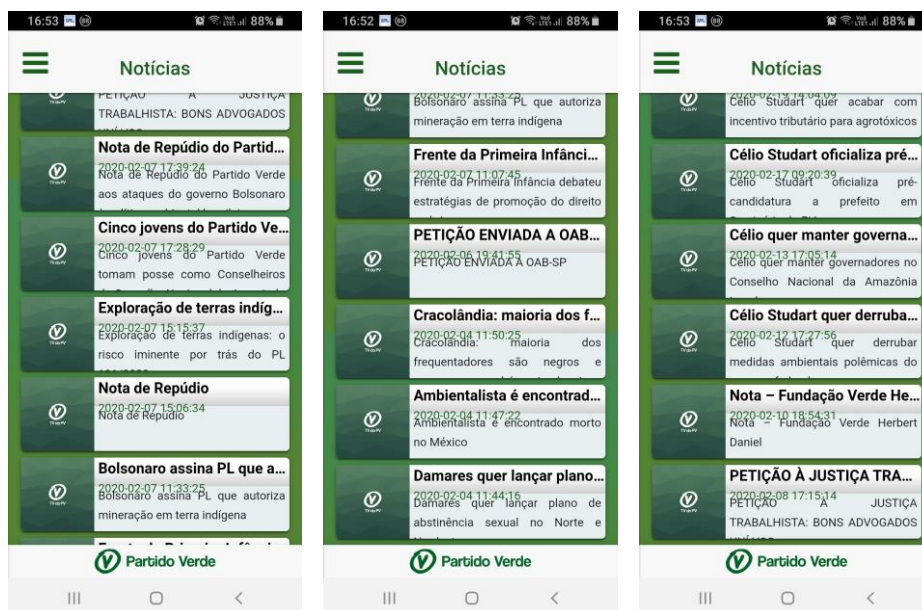 16:53
88%
Notícias
TRABALHISTA: BONS ADVOGADOS
Nota de Repúdio do Partid...
2020-02-07 17:39:24
Nota de Repúdio do Partido Verde
aos ataques do governo Bolsonaro
Cinco jovens do Partido Ve...
2020-02-07 17:28:29
Cinco jovens do Partido Verde
tomam posse como Conselheiros
Exploração de terras indíg...
2020-02-07 15:15:37
Exploração de terras indígenas: o
risco iminente por trás do PL
Nota de Repúdio
2020-02-07 15:06:34
Nota de Repúdio
Bolsonaro assina PL que a...
2020-02-07 11:33:25
Bolsonaro assina PL que autoriza
mineração em terra indígena
Partido Verde
16:52
88%
Notícias
2020-02-07 11:33:25
Bolsonaro assina PL que autoriza
mineração em terra indígena
Frente da Primeira Infânci...
2020-02-07 11:07:45
Frente da Primeira Infância debateu
estratégias de promoção do direito
PETIÇÃO ENVIADA A OAB...
2020-02-06 19:41:55
PETIÇÃO ENVIADA À OAB-SP
Cracolândia: maioria dos f...
2020-02-04 11:50:25
Cracolândia: maioria dos
frequentadores são negros e
Ambientalista é encontrad...
2020-02-04 11:47:22
Ambientalista é encontrado morto
no México
Damares quer lançar plano...
2020-02-04 11:44:16
Damares quer lançar plano de
abstinência sexual no Norte e
Partido Verde
16:53
88%
Notícias
2020-02-19 14:04:09
Célio Studart quer acabar com
incentivo tributário para agrotóxicos
Célio Studart oficializa pré...
2020-02-17 09:20:39
Célio Studart oficializa pré-
candidatura a prefeito em
Célio quer manter governa...
2020-02-13 17:05:14
Célio quer manter governadores no
Conselho Nacional da Amazônia
Célio Studart quer derruba...
2020-02-12 17:27:56
Célio Studart quer derrubar
medidas ambientais polêmicas do
Nota – Fundação Verde He...
2020-02-10 18:54:31
Nota – Fundação Verde Herbert
Daniel
PETIÇÃO À JUSTIÇA TRA...
2020-02-08 17:15:14
PETIÇÃO À JUSTIÇA
TRABALHISTA: BONS ADVOGADOS
Partido Verde